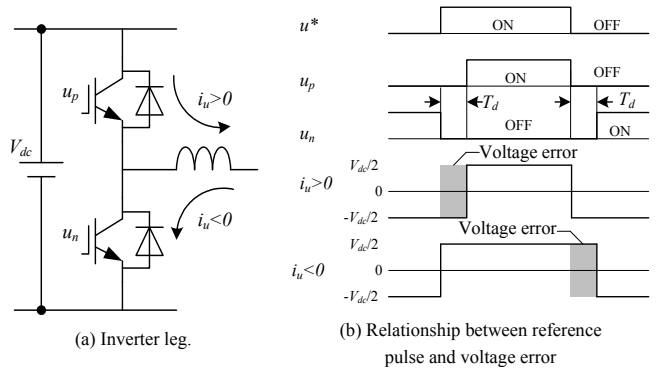 u_p
i_u>0
V_dc
i_u<0
u_n
(a) Inverter leg.
u*
ON
OFF
u_p
ON
OFF
T_d
T_d
u_n
OFF
ON
Voltage error
i_u>0
V_dc/2
0
-V_dc/2
Voltage error
i_u<0
V_dc/2
0
-V_dc/2
(b) Relationship between reference
pulse and voltage error